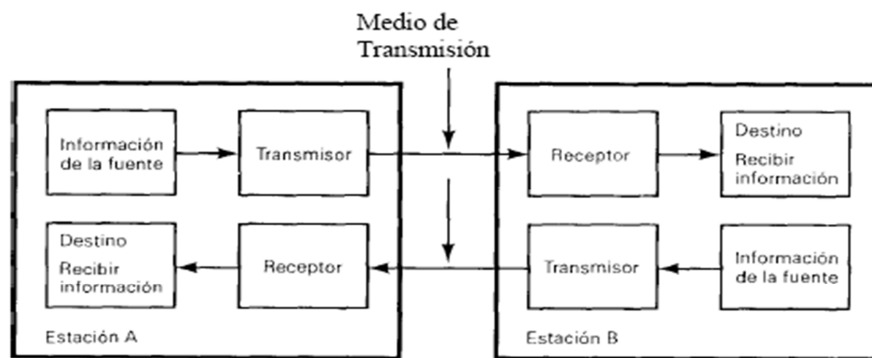 Medio de
Transmisión
Información
de la fuente
Transmisor
Receptor
Destino
Recibir
información
Destino
Recibir
información
Receptor
Transmisor
Información
de la fuente
Estación A
Estación B